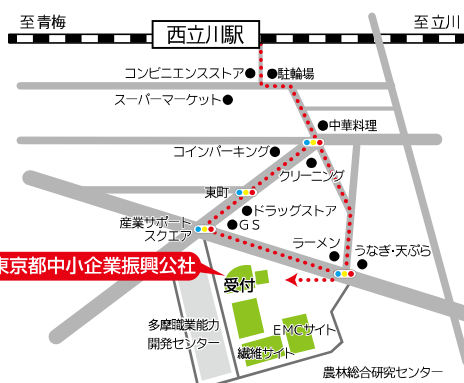 至青梅
西立川駅
至立川
コンビニエンスストア
駐輪場
スーパーマーケット
中華料理
コインパーキング
クリーニング
東町
ドラッグストア
産業サポート
スクエア
GS
ラーメン
うなぎ・天ぷら
東京都中小企業振興公社
受付
多摩職業能力
開発センター
EMCサイト
繊維サイト
農林総合研究センター